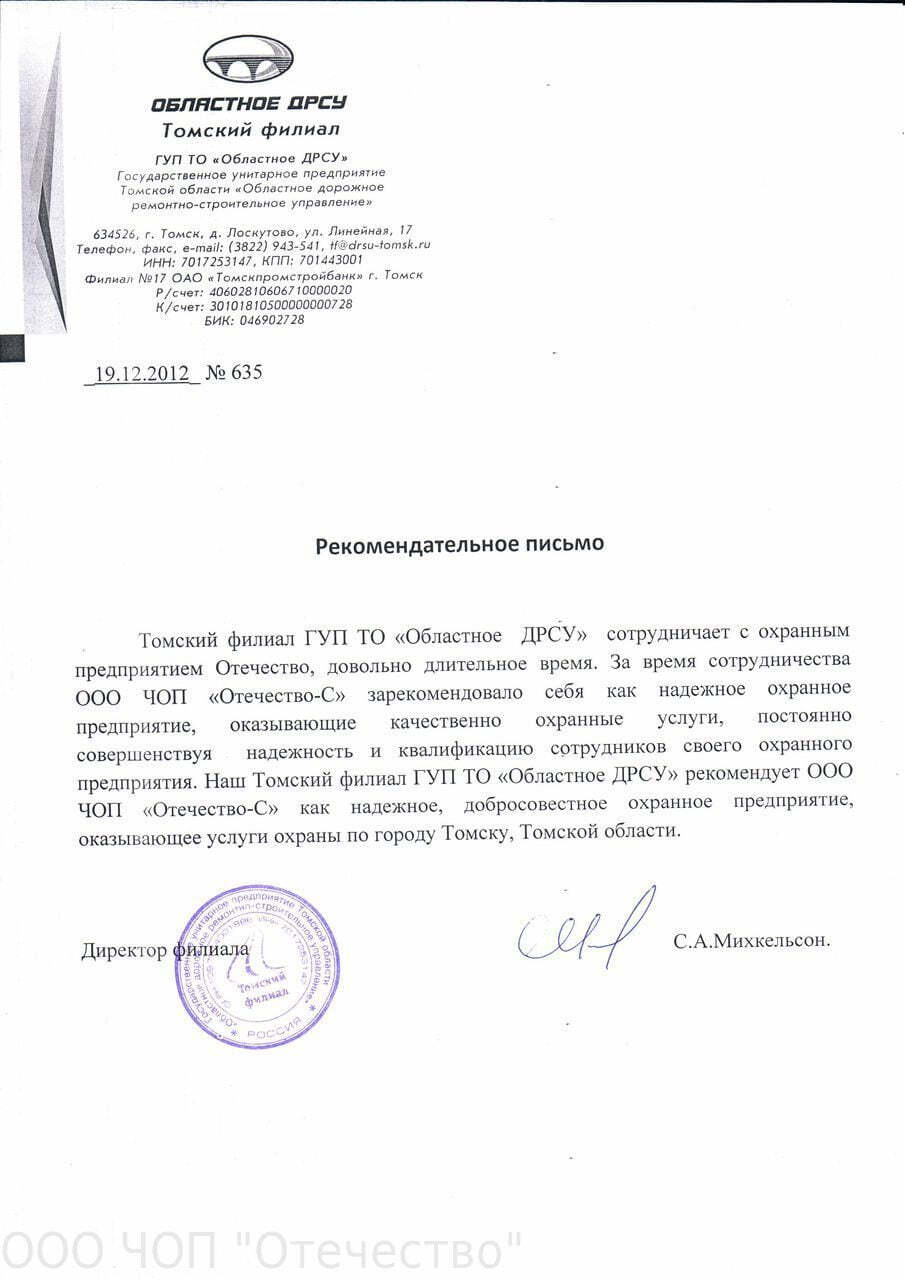 ОБЛАСТНОЕ ДРСУ
Томский филиал
ГУП ТО «Областное ДРСУ»
Государственное унитарное предприятие
Томской области «Областное дорожное
ремонтно-строительное управление»
634526, г. Томск, д. Лоскутово, ул. Линейная, 17
Телефон, факс, e-mail: (3822) 943-541, tf@drsu-tomsk.ru
ИНН: 7017253147, КПП: 701443001
Филиал №17 ОАО «Томскпромстройбанк» г. Томск
Р/счет: 40602810606710000020
К/счет: 30101810500000000728
БИК: 046902728
19.12.2012 № 635
Рекомендательное письмо
Томский филиал ГУП ТО «Областное ДРСУ» сотрудничает с охранным
предприятием Отечество, довольно длительное время. За время сотрудничества
ООО ЧОП «Отечество-С» зарекомендовало себя как надежное охранное
предприятие, оказывающие качественно охранные услуги, постоянно
совершенствуя надежность и квалификацию сотрудников своего охранного
предприятия. Наш Томский филиал ГУП ТО «Областное ДРСУ» рекомендует ООО
ЧОП «Отечество-С» как надежное, добросовестное охранное предприятие,
оказывающее услуги охраны по городу Томску, Томской области.
Директор филиала
С.А.Михкельсон.
Государственное унитарное предприятие Томской области
«Областное дорожное ремонтно-строительное управление»
Томский
филиал
* РОССИЯ *
ООО ЧОП "Отечество"